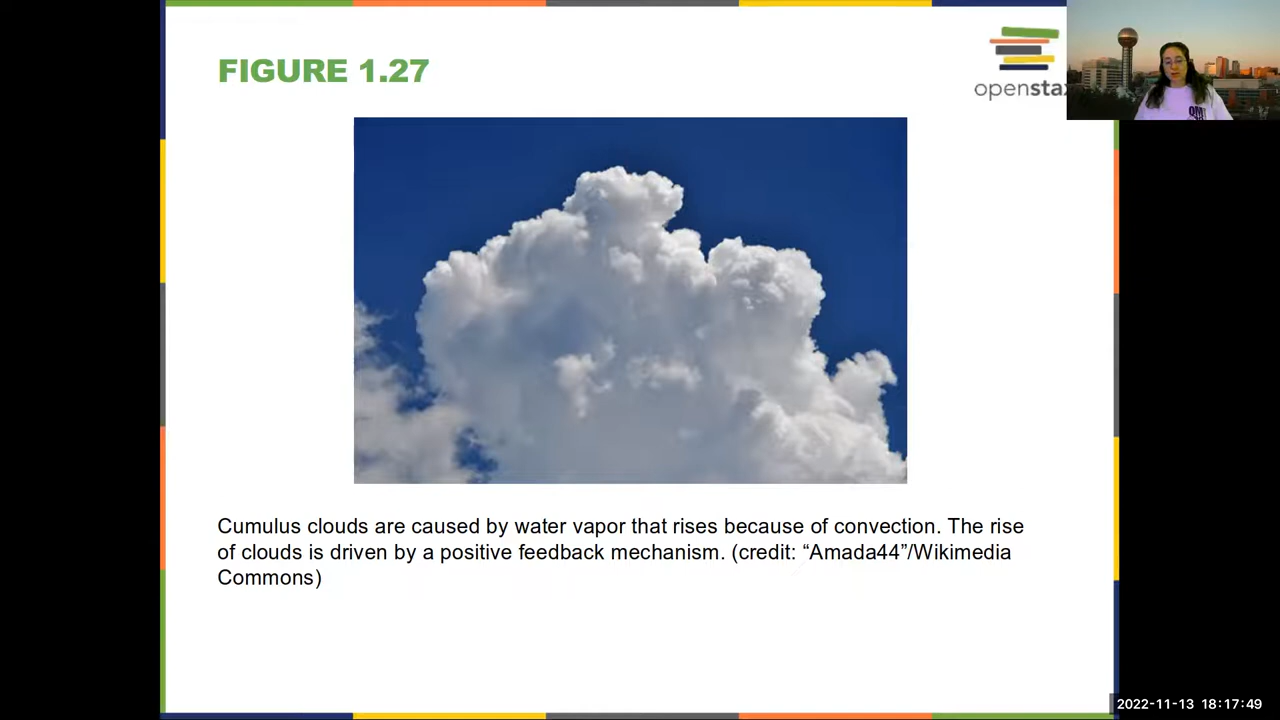 FIGURE 1.27
openstax
Cumulus clouds are caused by water vapor that rises because of convection. The rise
of clouds is driven by a positive feedback mechanism. (credit: “Amada44”/Wikimedia
Commons)
2022-11-13 18:17:49